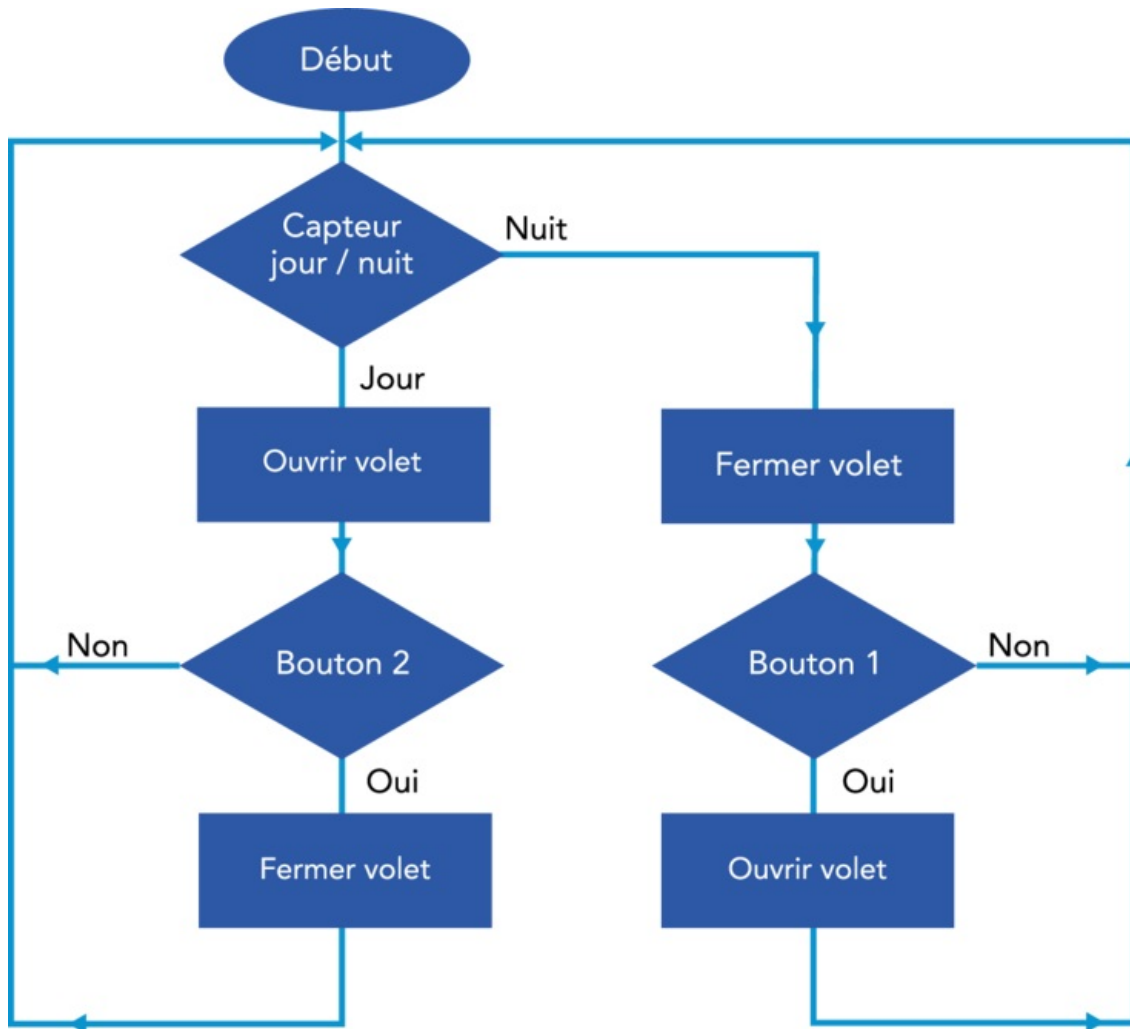 Début
Capteur
jour / nuit
Nuit
Jour
Ouvrir volet
Fermer volet
Non
Bouton 2
Bouton 1
Non
Oui
Oui
Fermer volet
Ouvrir volet